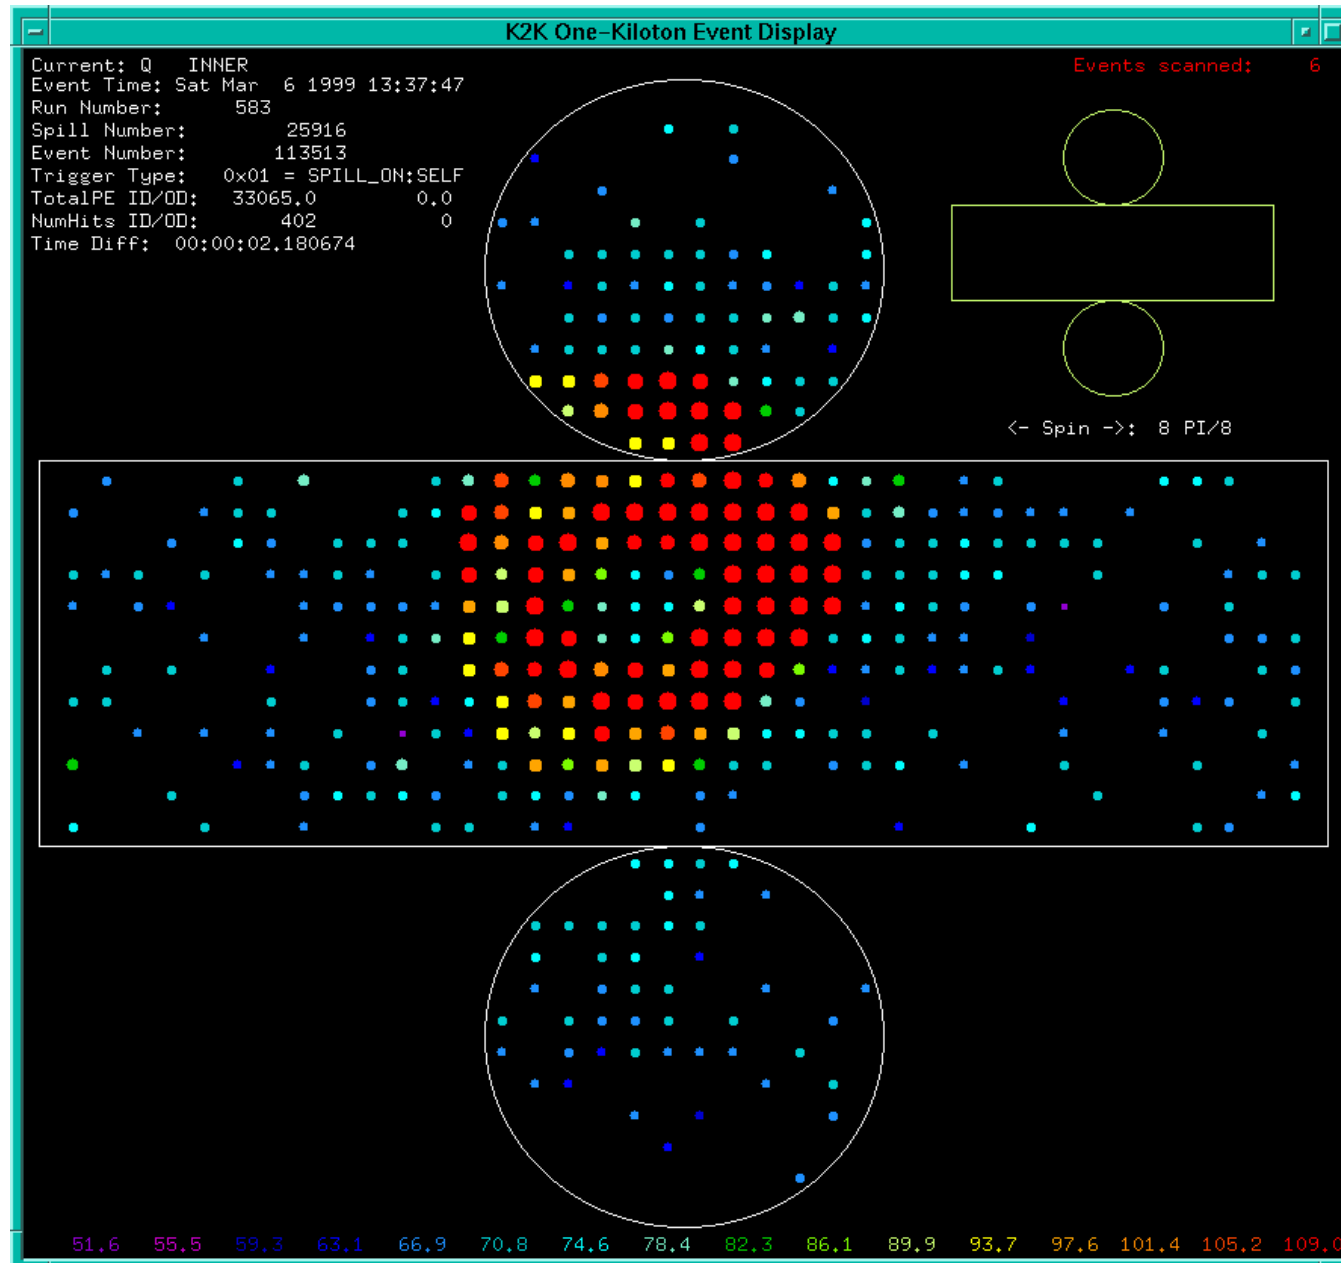 K2K One-Kiloton Event Display
Current: Q INNER
Event Time: Sat Mar 6 1999 13:37:47
Run Number: 583
Spill Number: 25916
Event Number: 113513
Trigger Type: 0x01 = SPILL_ON:SELF
TotalPE ID/OD: 33065.0 0.0
NumHits ID/OD: 402 0
Time Diff: 00:00:02.180674
Events scanned: 6
<- Spin ->: 8 PI/8
51.6 55.5 59.3 63.1 66.9 70.8 74.6 78.4 82.3 86.1 89.9 93.7 97.6 101.4 105.2 109.0